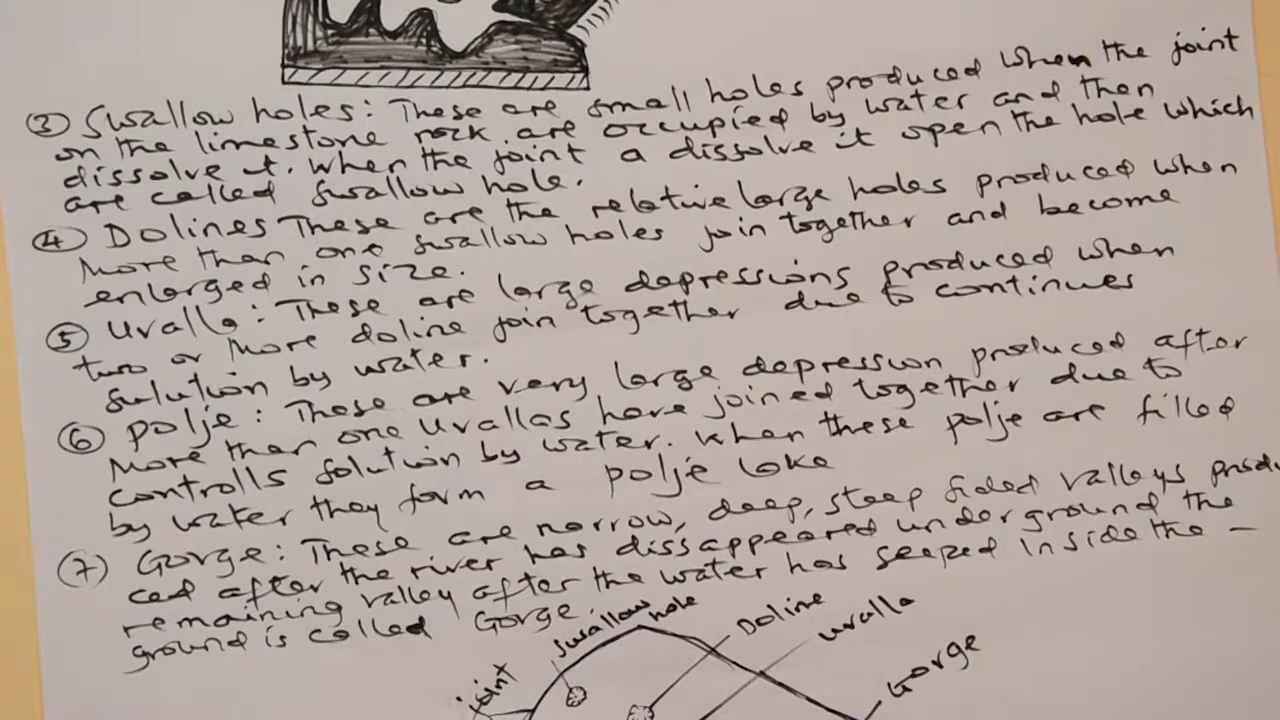 ③ Swallow holes: These are small holes produced when the joint
on the limestone rock are occupied by water and then
dissolve it. When the joint a dissolve it open the hole which
are called Swallow hole.
④ Dolines These are the relative large holes produced when
More than one swallow holes join together and become
enlarged in size.
⑤ Uvalla: These are large depressions produced when
two or More doline join together due to continues
solution by water.
⑥ Polje: These are very large depression produced after
More than one Uvallas have joined together due to
controlls solution by water. When these polje are filled
by water they form a polje lake
⑦ Gorge: These are narrow, deep, steep sided valleys produ
ced after the river has dissappeared underground the
remaining valley after the water has seeped inside the –
ground is called Gorge.
joint
Swallow hole
Doline
uvalla
Gorge